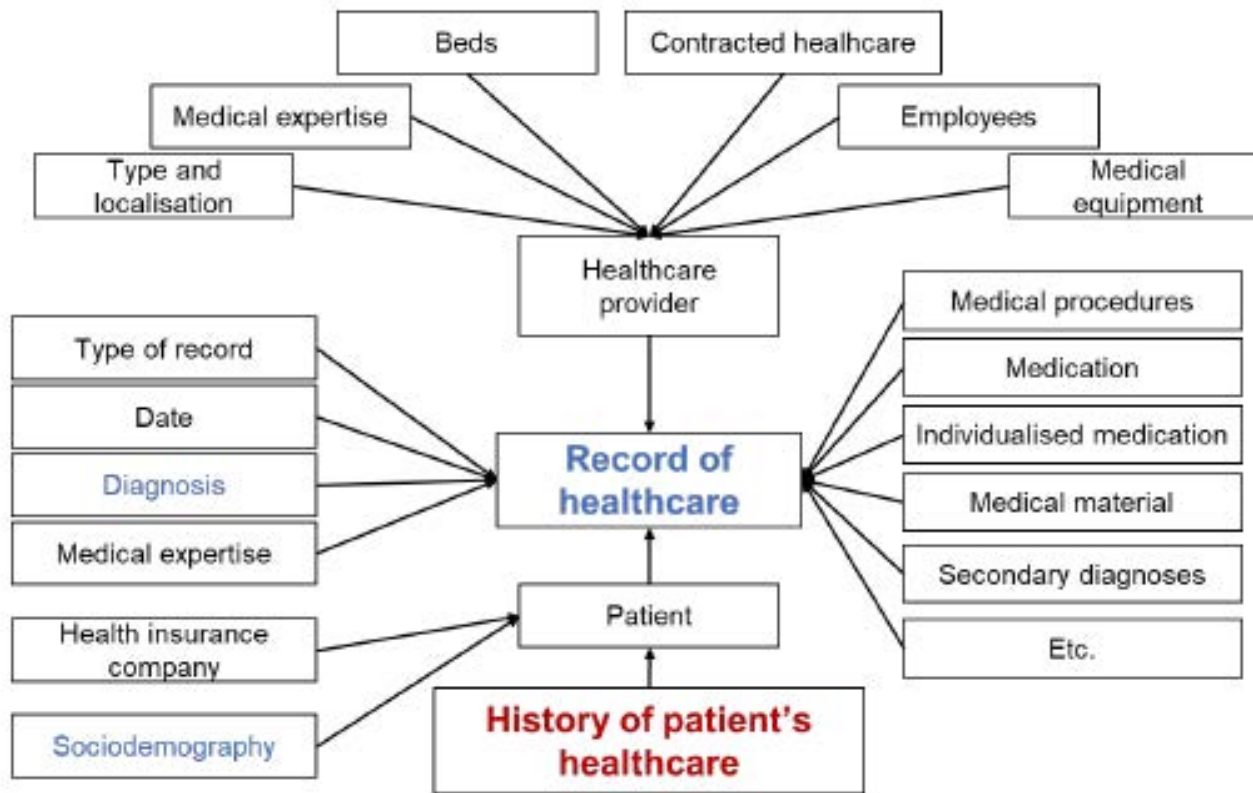 Beds
Contracted healhcare
Medical expertise
Employees
Type and
localisation
Medical
equipment
Healthcare
provider
Medical procedures
Type of record
Medication
Date
Individualised medication
Record of
healthcare
Diagnosis
Medical material
Medical expertise
Secondary diagnoses
Patient
Health insurance
company
Etc.
History of patient's
healthcare
Sociodemography